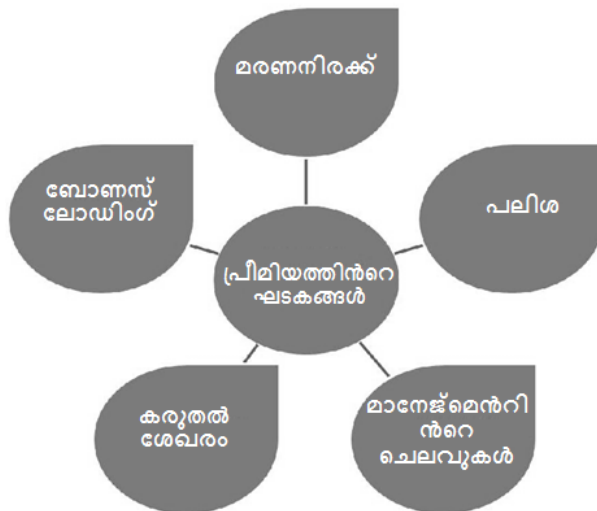 മരണനിരക്ക്
ബോണസ്
ലോഡിംഗ്
പലിശ
പ്രീമിയത്തിൻറെ
ഘടകങ്ങൾ
കരുതൽ
ശേഖരം
മാനേജ്മെൻറി
ൻറെ
ചെലവുകൾ